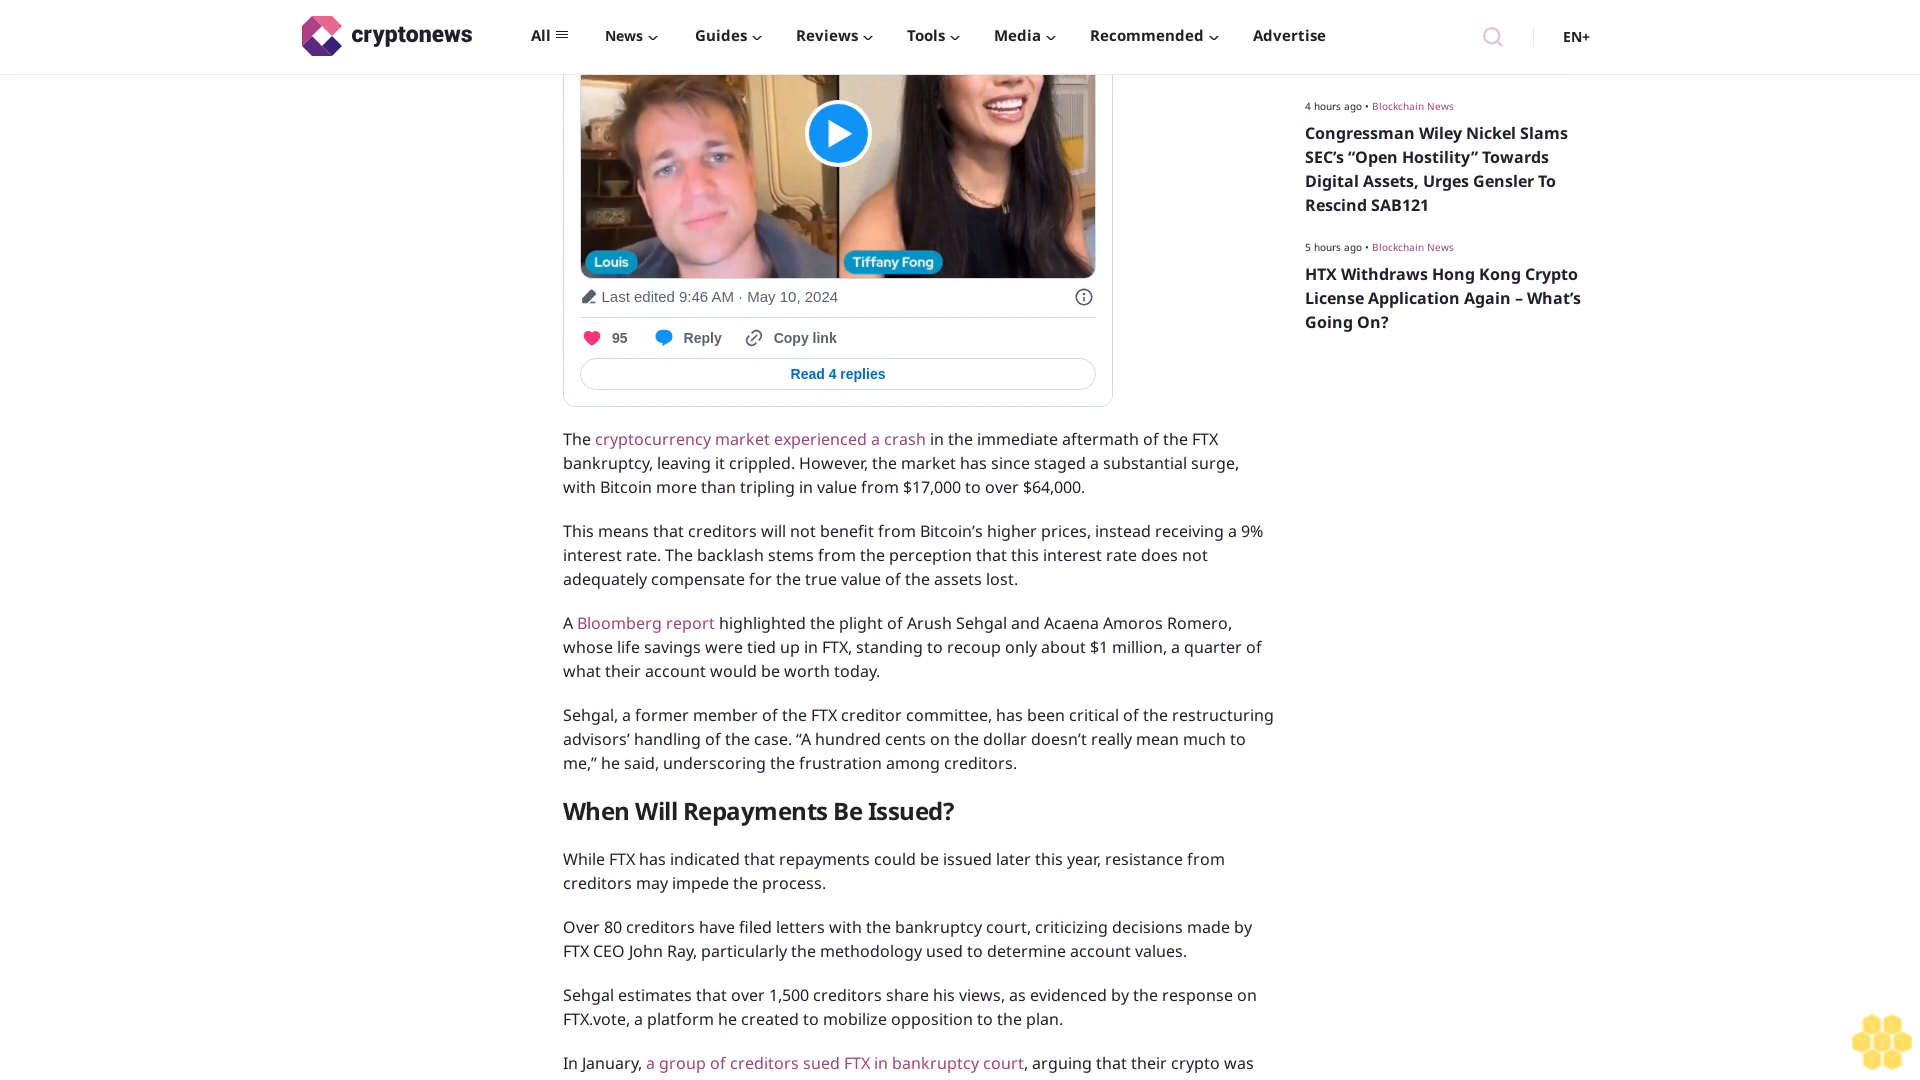 cryptonews
All
News
Guides
Reviews
Tools
Media
Recommended
Advertise
EN+
Louis
Tiffany Fong
Last edited 9:46 AM · May 10, 2024
95
Reply
Copy link
Read 4 replies
The cryptocurrency market experienced a crash in the immediate aftermath of the FTX
bankruptcy, leaving it crippled. However, the market has since staged a substantial surge,
with Bitcoin more than tripling in value from $17,000 to over $64,000.
This means that creditors will not benefit from Bitcoin’s higher prices, instead receiving a 9%
interest rate. The backlash stems from the perception that this interest rate does not
adequately compensate for the true value of the assets lost.
A Bloomberg report highlighted the plight of Arush Sehgal and Acaena Amoros Romero,
whose life savings were tied up in FTX, standing to recoup only about $1 million, a quarter of
what their account would be worth today.
Sehgal, a former member of the FTX creditor committee, has been critical of the restructuring
advisors’ handling of the case. “A hundred cents on the dollar doesn’t really mean much to
me,” he said, underscoring the frustration among creditors.
When Will Repayments Be Issued?
While FTX has indicated that repayments could be issued later this year, resistance from
creditors may impede the process.
Over 80 creditors have filed letters with the bankruptcy court, criticizing decisions made by
FTX CEO John Ray, particularly the methodology used to determine account values.
Sehgal estimates that over 1,500 creditors share his views, as evidenced by the response on
FTX.vote, a platform he created to mobilize opposition to the plan.
In January, a group of creditors sued FTX in bankruptcy court, arguing that their crypto was
4 hours ago • Blockchain News
Congressman Wiley Nickel Slams
SEC’s “Open Hostility” Towards
Digital Assets, Urges Gensler To
Rescind SAB121
5 hours ago • Blockchain News
HTX Withdraws Hong Kong Crypto
License Application Again – What’s
Going On?